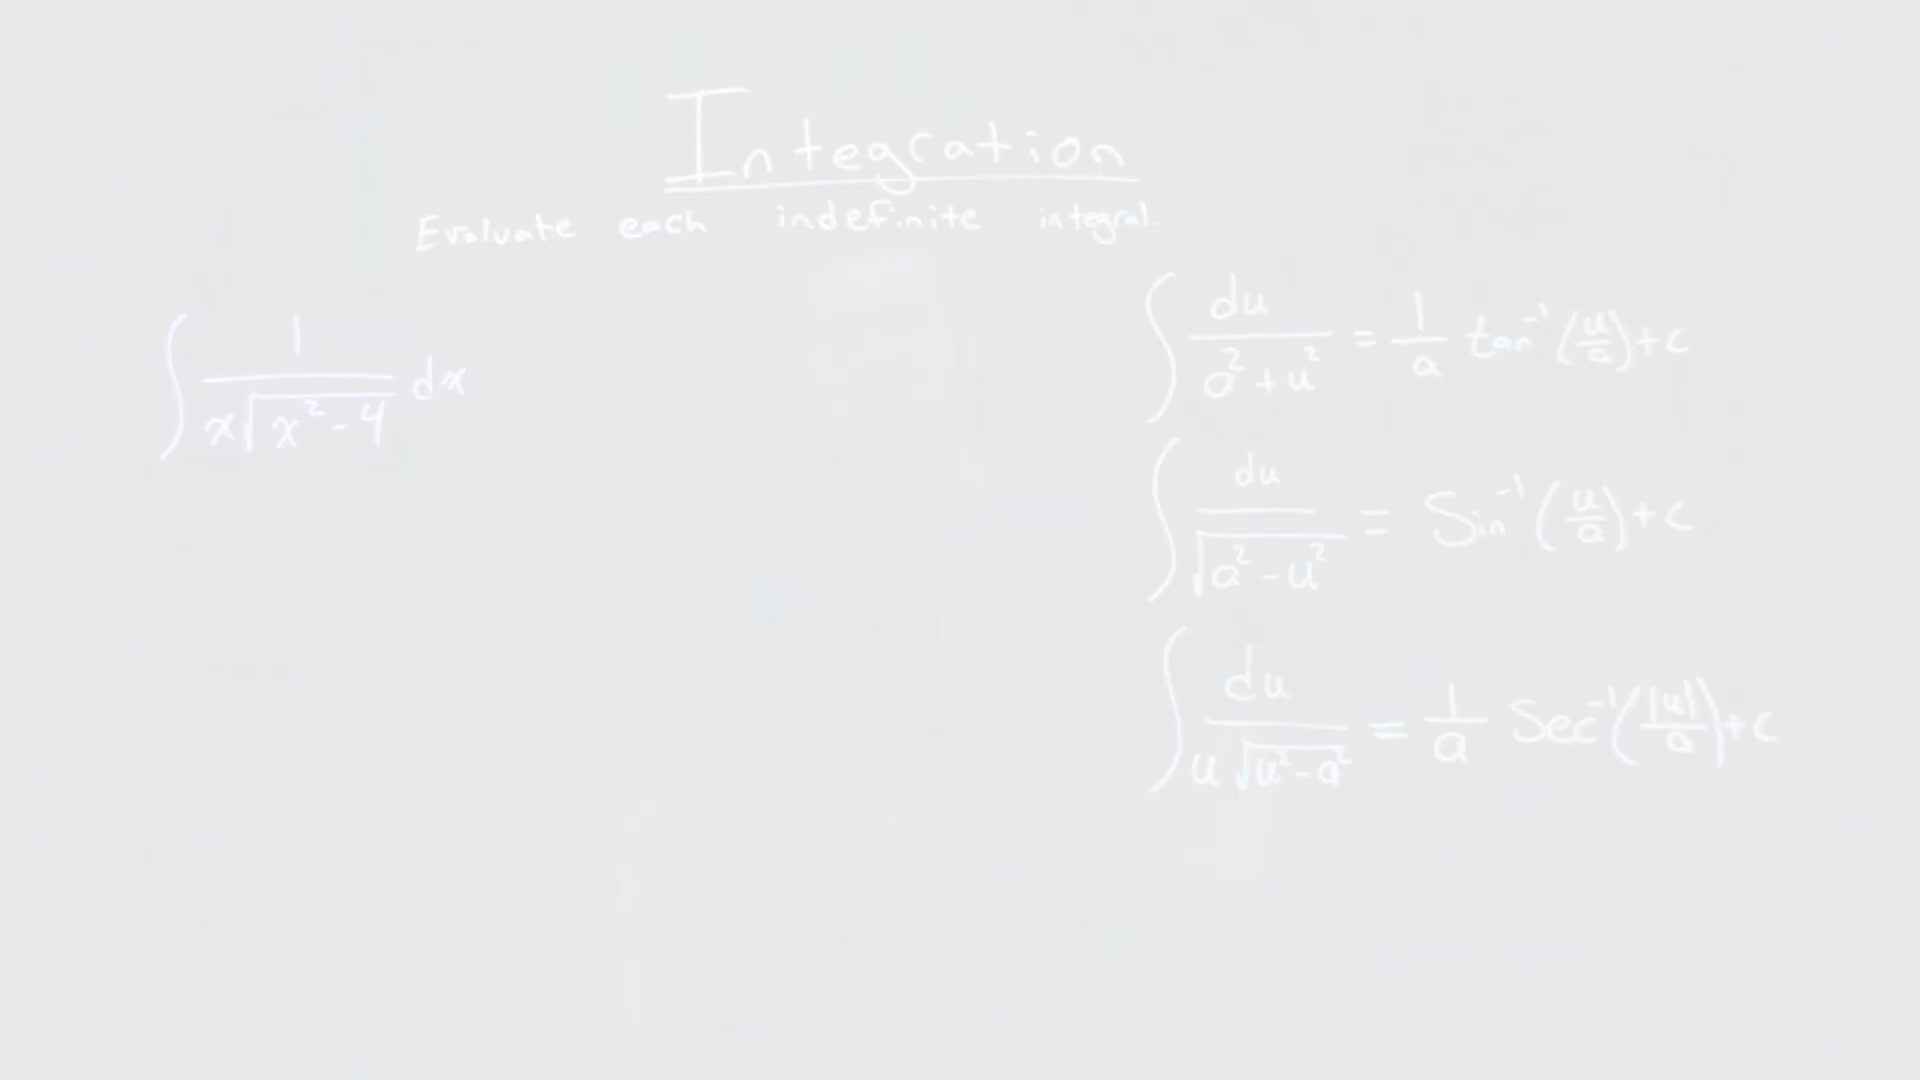 Integration
Evaluate each indefinite integral.
∫ 1/(x√(x²-4)) dx
∫ du/(a²+u²) = 1/a tan⁻¹(u/a)+c
∫ du/√(a²-u²) = Sin⁻¹(u/a)+c
∫ du/(u√(u²-a²)) = 1/a Sec⁻¹(|u|/a)+c